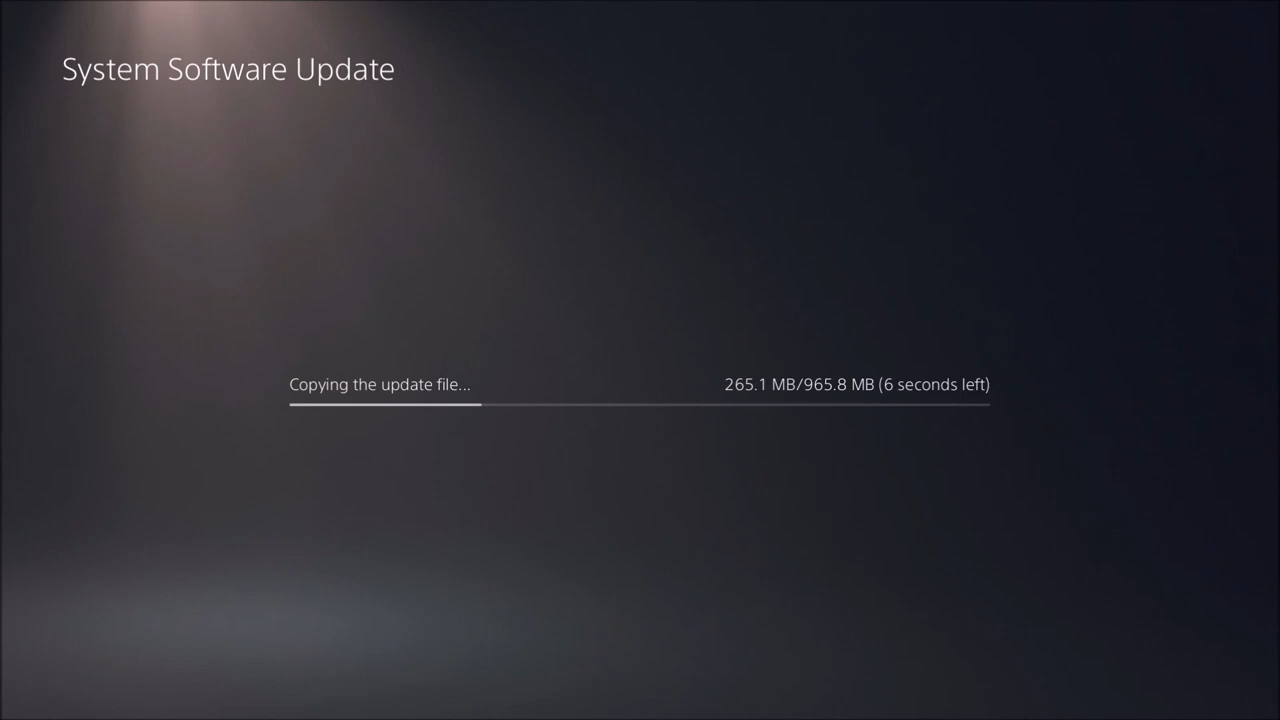 System Software Update
Copying the update file... 265.1 MB/965.8 MB (6 seconds left)